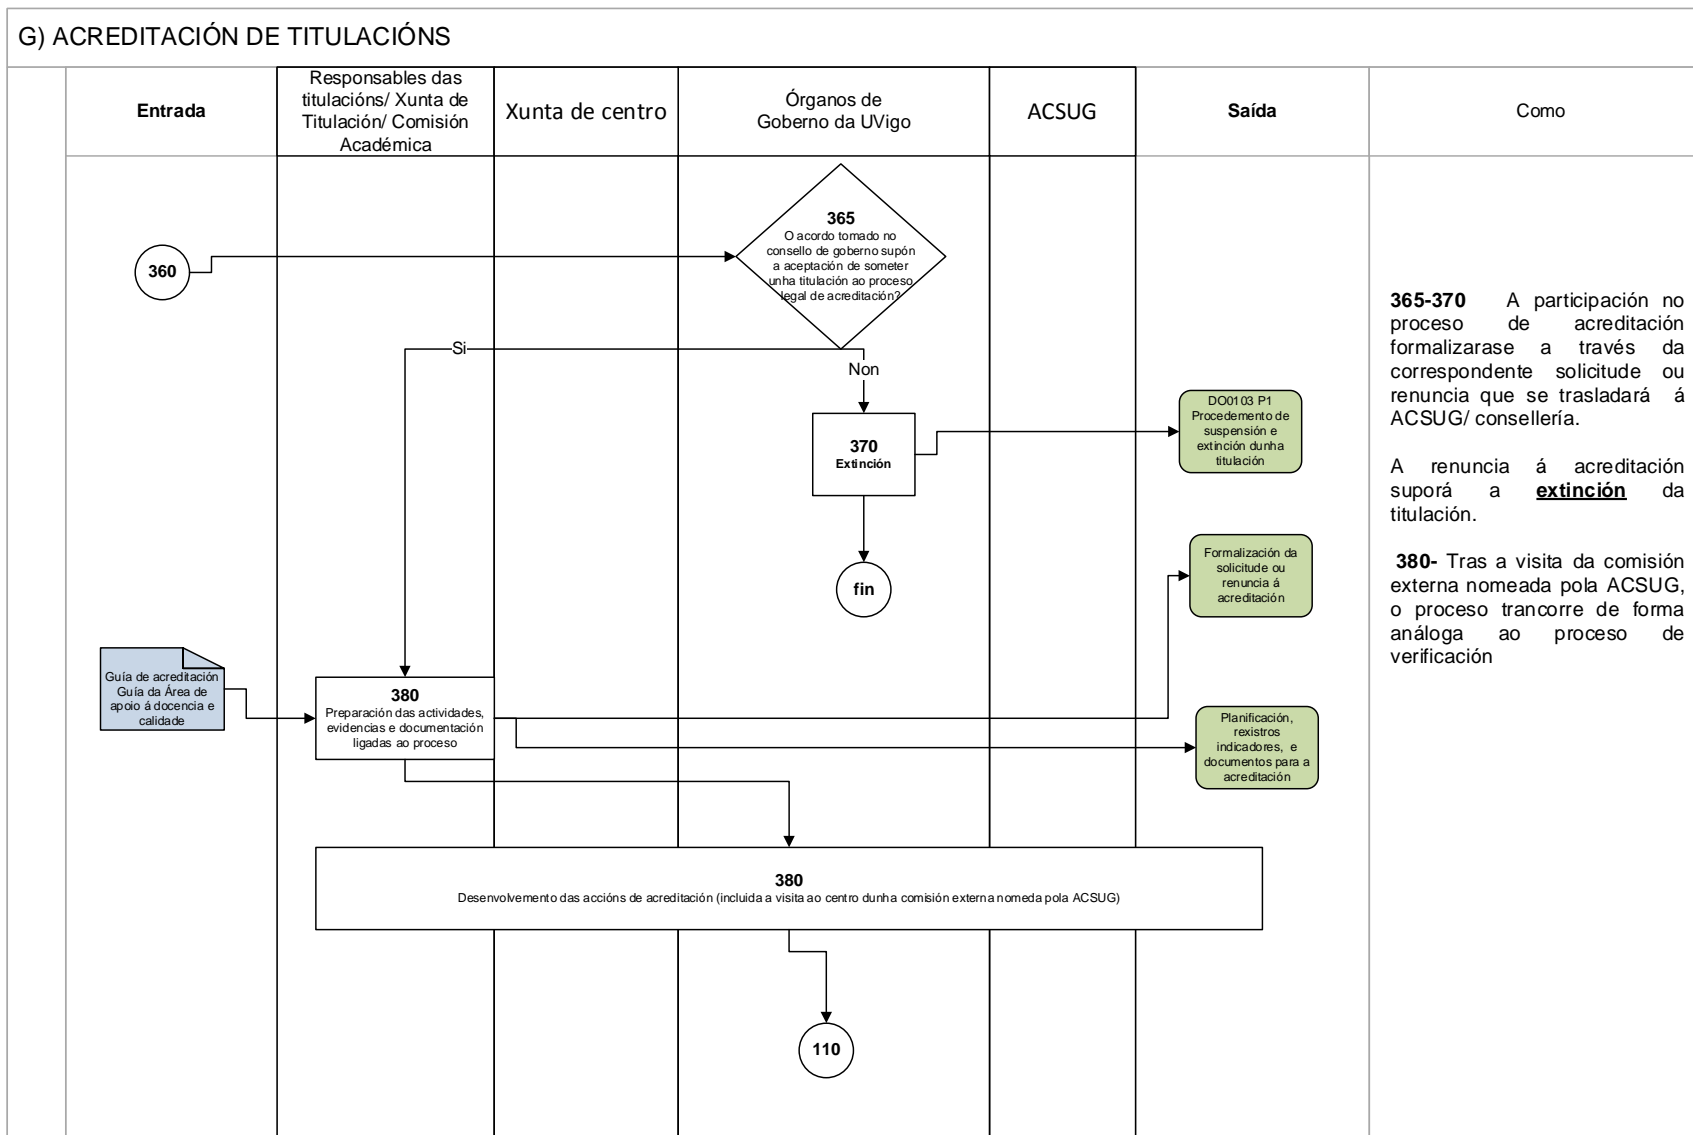 G) ACREDITACIÓN DE TITULACIÓNS
Entrada
Responsables das
titulacións/ Xunta de
Titulación/ Comisión
Académica
Xunta de centro
Órganos de
Goberno da UVigo
ACSUG
Saída
Como
360
365
O acordo tomado no
consello de goberno supón
a aceptación de someter
unha titulación ao proceso
legal de acreditación?
Si
Non
370
Extinción
DO0103 P1
Procedemento de
suspensión e
extinción dunha
titulación
fin
Formalización da
solicitude ou
renuncia á
acreditación
Guía de acreditación
Guía da Área de
apoio á docencia e
calidade
380
Preparación das actividades,
evidencias e documentación
ligadas ao proceso
Planificación,
rexistros
indicadores, e
documentos para a
acreditación
380
Desenvolvemento das accións de acreditación (incluida a visita ao centro dunha comisión externa nomeda pola ACSUG)
110
365-370 A participación no
proceso de acreditación
formalizarase a través da
correspondente solicitude ou
renuncia que se trasladará á
ACSUG/ consellería.
A renuncia á acreditación
suporá a extinción da
titulación.
380- Tras a visita da comisión
externa nomeada pola ACSUG,
o proceso trancorre de forma
análoga ao proceso de
verificación